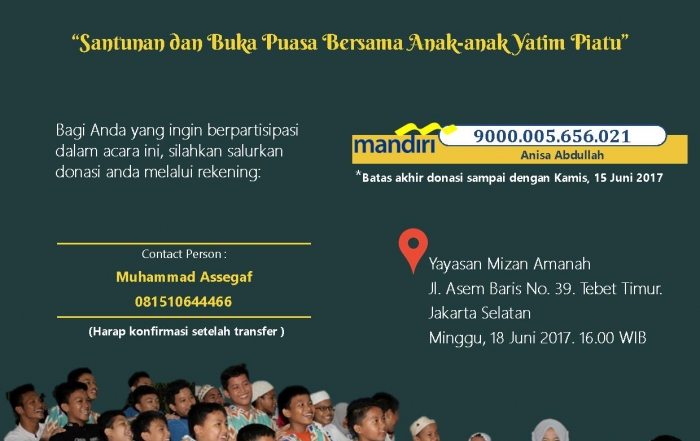 “Santunan dan Buka Puasa Bersama Anak-anak Yatim Piatu”
Bagi Anda yang ingin berpartisipasi
dalam acara ini, silahkan salurkan
donasi anda melalui rekening:
mandiri
9000.005.656.021
Anisa Abdullah
*Batas akhir donasi sampai dengan Kamis, 15 Juni 2017
Contact Person :
Muhammad Assegaf
081510644466
(Harap konfirmasi setelah transfer )
Yayasan Mizan Amanah
Jl. Asem Baris No. 39. Tebet Timur.
Jakarta Selatan
Minggu, 18 Juni 2017. 16.00 WIB